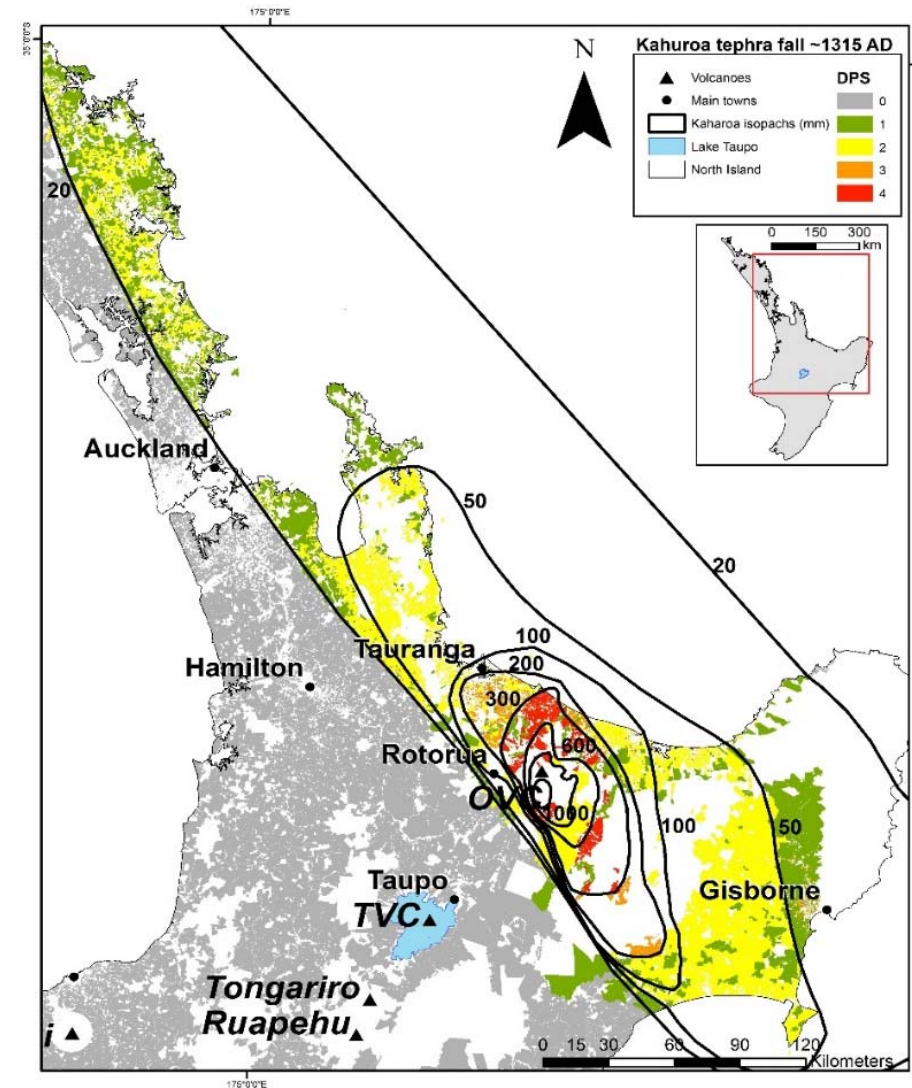 175°0'0"E
35°0'0"S
N
Kahuroa tephra fall ~1315 AD
Volcanoes
Main towns
Kaharoa isopachs (mm)
Lake Taupo
North Island
DPS
0
1
2
3
4
0 150 300
km
20
Auckland
50
20
100
Tauranga
200
Hamilton
300
Rotorua
600
1000
100
50
Gisborne
Taupo
TVC
Tongariro
Ruapehu
i
0 15 30 60 90 120
Kilometers
175°0'0"E